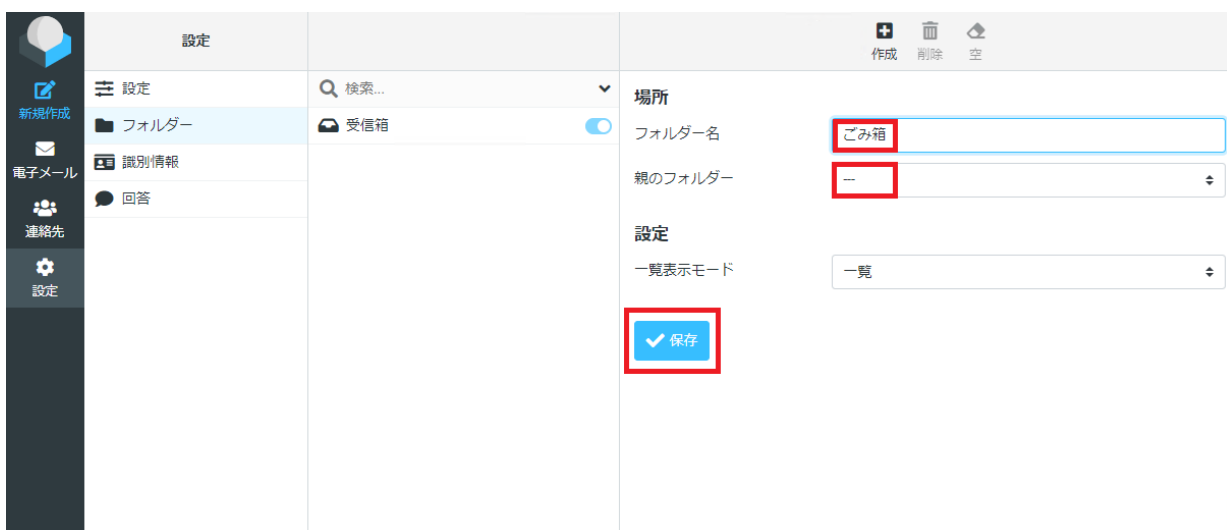 新規作成
電子メール
連絡先
設定
設定
設定
フォルダー
識別情報
回答
検索...
受信箱
作成
削除
空
場所
フォルダー名
ごみ箱
親のフォルダー
---
設定
一覧表示モード
一覧
保存